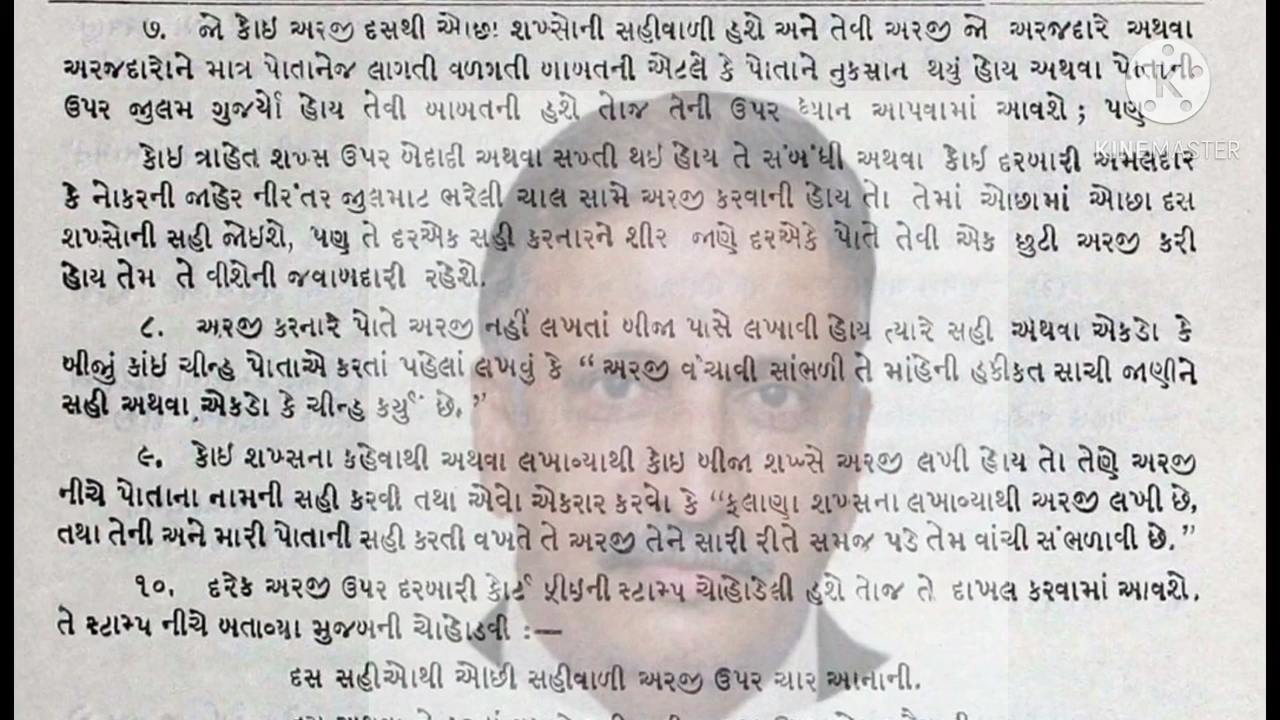 ૭. જો કોઇ અરજી દસથી ઓછા શખ્સોની સહીવાળી હશે અને તેવી અરજી જો અરજદારે અથવા
અરજદારોને માત્ર પોતાનેજ લાગતી વળગતી બાબતની એટલે કે પોતાને નુકસાન થયું હોય અથવા પોતાની
ઉપર જુલમ ગુજર્યો હોય તેવી બાબતની હશે તોજ તેની ઉપર ધ્યાન આપવામાં આવશે; પણ
કોઇ ત્રાહેત શખ્સ ઉપર બેદાદી અથવા સખ્તી થઇ હોય તે સંબંધી અથવા કોઈ દરબારી અમલદાર
કે નોકરની જાહેર નીરંતર જુલમાટ ભરેલી ચાલ સામે અરજી કરવાની હોય તો તેમાં ઓછામાં ઓછા દસ
શખ્સોની સહી જોઇશે, પણ તે દરએક સહી કરનારને શીર જાણે દરએકે પોતે તેવી એક છુટી અરજી કરી
હોય તેમ તે વીશેની જવાબદારી રહેશે.
૮. અરજી કરનારે પોતે અરજી નહીં લખતાં બીજા પાસે લખાવી હોય ત્યારે સહી અથવા એકડો કે
બીજું કાંઇ ચીન્હ પોતાએ કરતાં પહેલાં લખવું કે “ અરજી વંચાવી સાંભળી તે માંહેની હકીકત સાચી જાણીને
સહી અથવા એકડો કે ચીન્હ કર્યું છે.”
૯. કોઇ શખ્સના કહેવાથી અથવા લખાવ્યાથી કોઇ બીજા શખ્સે અરજી લખી હોય તો તેણે અરજી
નીચે પોતાના નામની સહી કરવી તથા એવો એકરાર કરવો કે “ફલાણા શખસના લખાવ્યાથી અરજી લખી છે,
તથા તેની અને મારી પોતાની સહી કરતી વખતે તે અરજી તેને સારી રીતે સમજ પડે તેમ વાંચી સંભળાવી છે.”
૧૦. દરેક અરજી ઉપર દરબારી કોર્ટ ફીઇની સ્ટામ્પ ચોહોડેલી હશે તોજ તે દાખલ કરવામાં આવશે.
તે સ્ટામ્પ નીચે બતાવ્યા મુજબની ચોહોડવી :—
દસ સહીઓથી ઓછી સહીવાળી અરજી ઉપર ચાર આનાની.
KINEMASTER